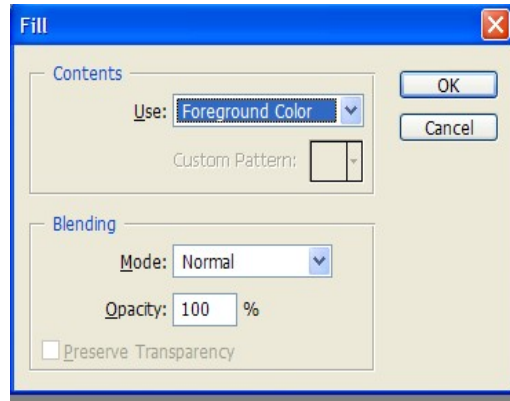 Fill
Contents
Use: Foreground Color
Custom Pattern:
OK
Cancel
Blending
Mode: Normal
Opacity: 100 %
Preserve Transparency